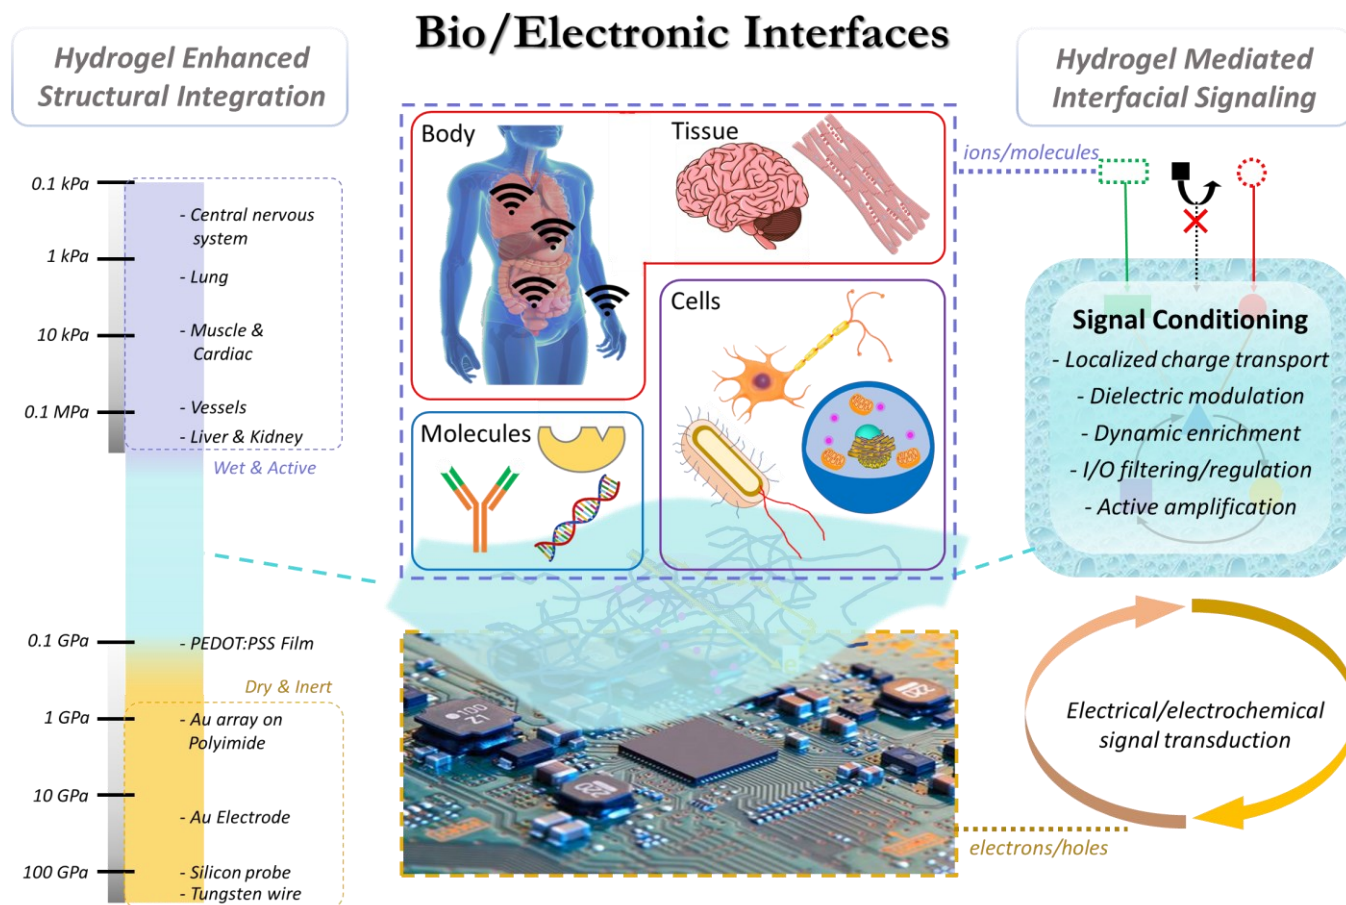 Bio/Electronic Interfaces
Hydrogel Enhanced
Structural Integration
0.1 kPa
1 kPa
10 kPa
0.1 MPa
0.1 GPa
1 GPa
10 GPa
100 GPa
- Central nervous
system
- Lung
- Muscle &
Cardiac
- Vessels
- Liver & Kidney
Wet & Active
- PEDOT:PSS Film
Dry & Inert
- Au array on
Polyimide
- Au Electrode
- Silicon probe
- Tungsten wire
Body
Tissue
Cells
Molecules
100
Z1
220
e
Hydrogel Mediated
Interfacial Signaling
ions/molecules
Signal Conditioning
- Localized charge transport
- Dielectric modulation
- Dynamic enrichment
- I/O filtering/regulation
- Active amplification
Electrical/electrochemical
signal transduction
electrons/holes